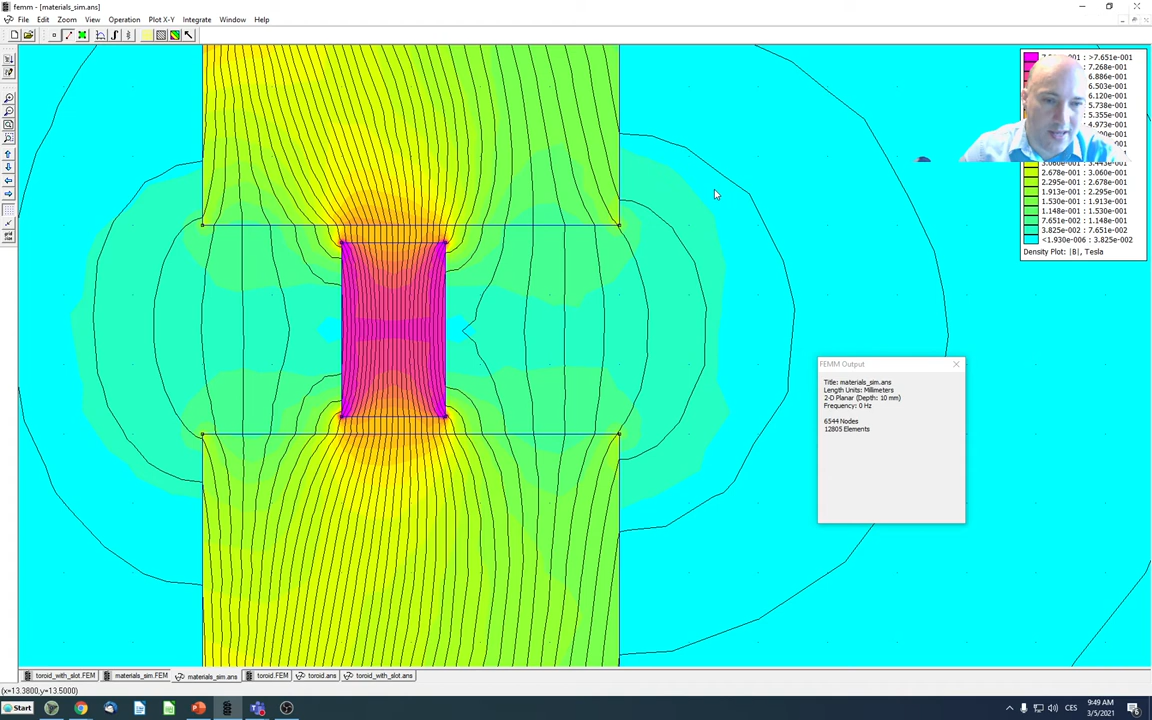 femm - [materials_sim.ans]
File Edit Zoom View Operation Plot X-Y Integrate Window Help
>7.651e-001
: 7.268e-001
: 6.886e-001
: 6.503e-001
: 6.120e-001
: 5.738e-001
: 5.355e-001
: 4.973e-001
2.678e-001 : 3.060e-001
2.295e-001 : 2.678e-001
1.913e-001 : 2.295e-001
1.530e-001 : 1.913e-001
1.148e-001 : 1.530e-001
7.651e-002 : 1.148e-001
3.825e-002 : 7.651e-002
<1.930e-006 : 3.825e-002
Density Plot: |B|, Tesla
FEMM Output
Title: materials_sim.ans
Length Units: Millimeters
2-D Planar (Depth: 10 mm)
Frequency: 0 Hz
6544 Nodes
12805 Elements
toroid_with_slot.FEM materials_sim.FEM materials_sim.ans toroid.FEM toroid.ans toroid_with_slot.ans
(x=13.3800,y=13.5000)
Start CES 9:49 AM
3/5/2021